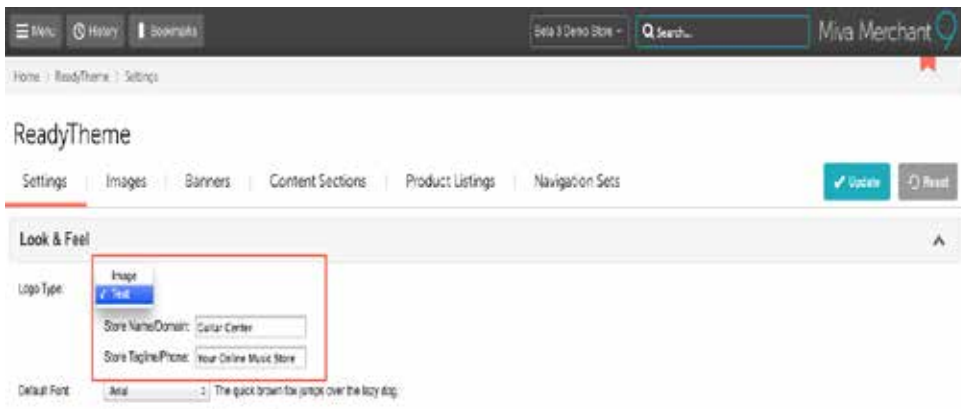 Menu History Bookmarks Beta 3 Demo Store Search... Miva Merchant 9
Home | ReadyTheme | Settings
ReadyTheme
Settings Images Banners Content Sections Product Listings Navigation Sets Update Reset
Look & Feel
Image
Logo Type: Text
Store Name/Domain: Guitar Center
Store Tagline/Phone: Your Online Music Store
Default Font Arial The quick brown fox jumps over the lazy dog.